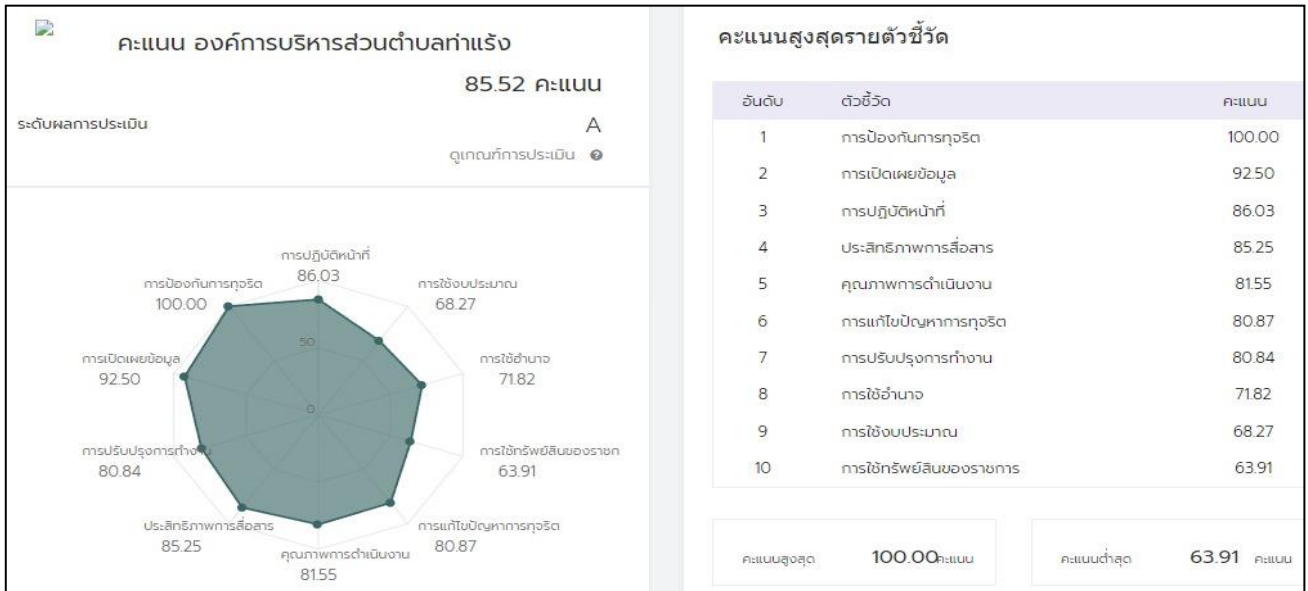 คะแนน องค์การบริหารส่วนตำบลท่าแร้ง
85.52 คะแนน
ระดับผลการประเมิน A
ดูเกณฑ์การประเมิน ?
การปฏิบัติหน้าที่
86.03
การป้องกันการทุจริต
100.00
การใช้งบประมาณ
68.27
50
การเปิดเผยข้อมูล
92.50
การใช้อำนาจ
71.82
0
การปรับปรุงการทำงาน
80.84
การใช้ทรัพย์สินของราชก
63.91
ประสิทธิภาพการสื่อสาร
85.25
การแก้ไขปัญหาการทุจริต
80.87
คุณภาพการดำเนินงาน
81.55
คะแนนสูงสุดรายตัวชี้วัด
อันดับ ตัวชี้วัด คะแนน
1 การป้องกันการทุจริต 100.00
2 การเปิดเผยข้อมูล 92.50
3 การปฏิบัติหน้าที่ 86.03
4 ประสิทธิภาพการสื่อสาร 85.25
5 คุณภาพการดำเนินงาน 81.55
6 การแก้ไขปัญหาการทุจริต 80.87
7 การปรับปรุงการทำงาน 80.84
8 การใช้อำนาจ 71.82
9 การใช้งบประมาณ 68.27
10 การใช้ทรัพย์สินของราชการ 63.91
คะแนนสูงสุด 100.00คะแนน
คะแนนต่ำสุด 63.91 คะแนน